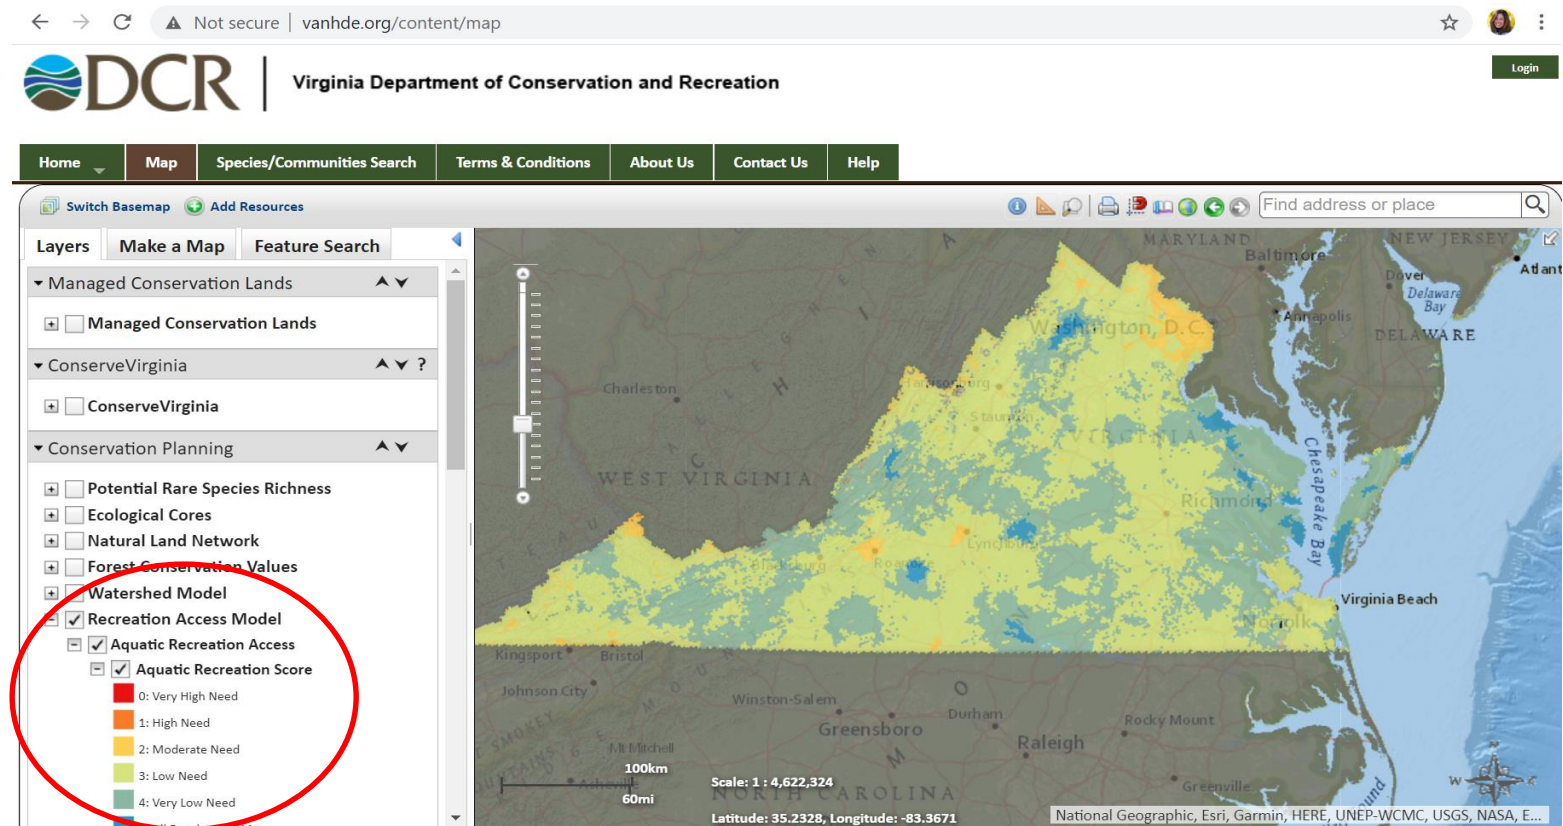 Not secure | vanhde.org/content/map
DCR | Virginia Department of Conservation and Recreation
Login
Home Map Species/Communities Search Terms & Conditions About Us Contact Us Help
Switch Basemap Add Resources
Find address or place
Layers Make a Map Feature Search
Managed Conservation Lands
Managed Conservation Lands
ConserveVirginia ?
ConserveVirginia
Conservation Planning
Potential Rare Species Richness
Ecological Cores
Natural Land Network
Forest Conservation Values
Watershed Model
Recreation Access Model
Aquatic Recreation Access
Aquatic Recreation Score
0: Very High Need
1: High Need
2: Moderate Need
3: Low Need
4: Very Low Need
MARYLAND
NEW JERSEY
Baltimore
Dover
Atlant
Delaware
Bay
Annapolis
Washington, D.C.
DELAWARE
Charleston
Harrisonburg
Staunton
VIRGINIA
WEST VIRGINIA
Chesapeake Bay
Richmond
Lynchburg
Blacksburg
Roanoke
Virginia Beach
Norfolk
Kingsport
Bristol
Johnson City
Winston-Salem
Durham
Greensboro
Rocky Mount
Raleigh
Mt Mitchell
Asheville
Greenville
NORTH CAROLINA
100km
60mi
Scale: 1 : 4,622,324
Latitude: 35.2328, Longitude: -83.3671
W
National Geographic, Esri, Garmin, HERE, UNEP-WCMC, USGS, NASA, E...